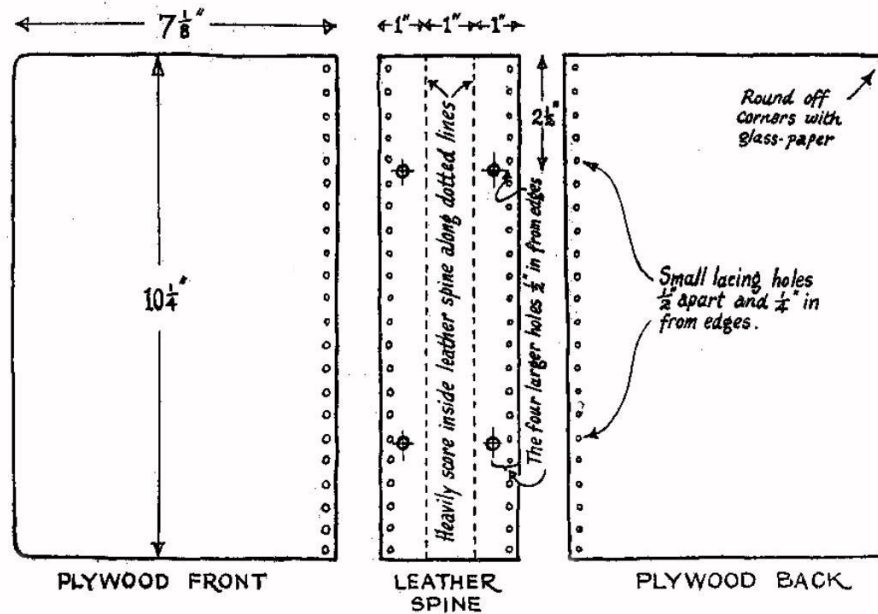 7 1/8"
10 1/4"
PLYWOOD FRONT
1" 1" 1"
2 1/2"
Heavily score inside leather spine along dotted lines
The four larger holes 1/2" in from edges
LEATHER
SPINE
Round off
corners with
glass-paper
Small lacing holes
1/2" apart and 1/4" in
from edges.
PLYWOOD BACK